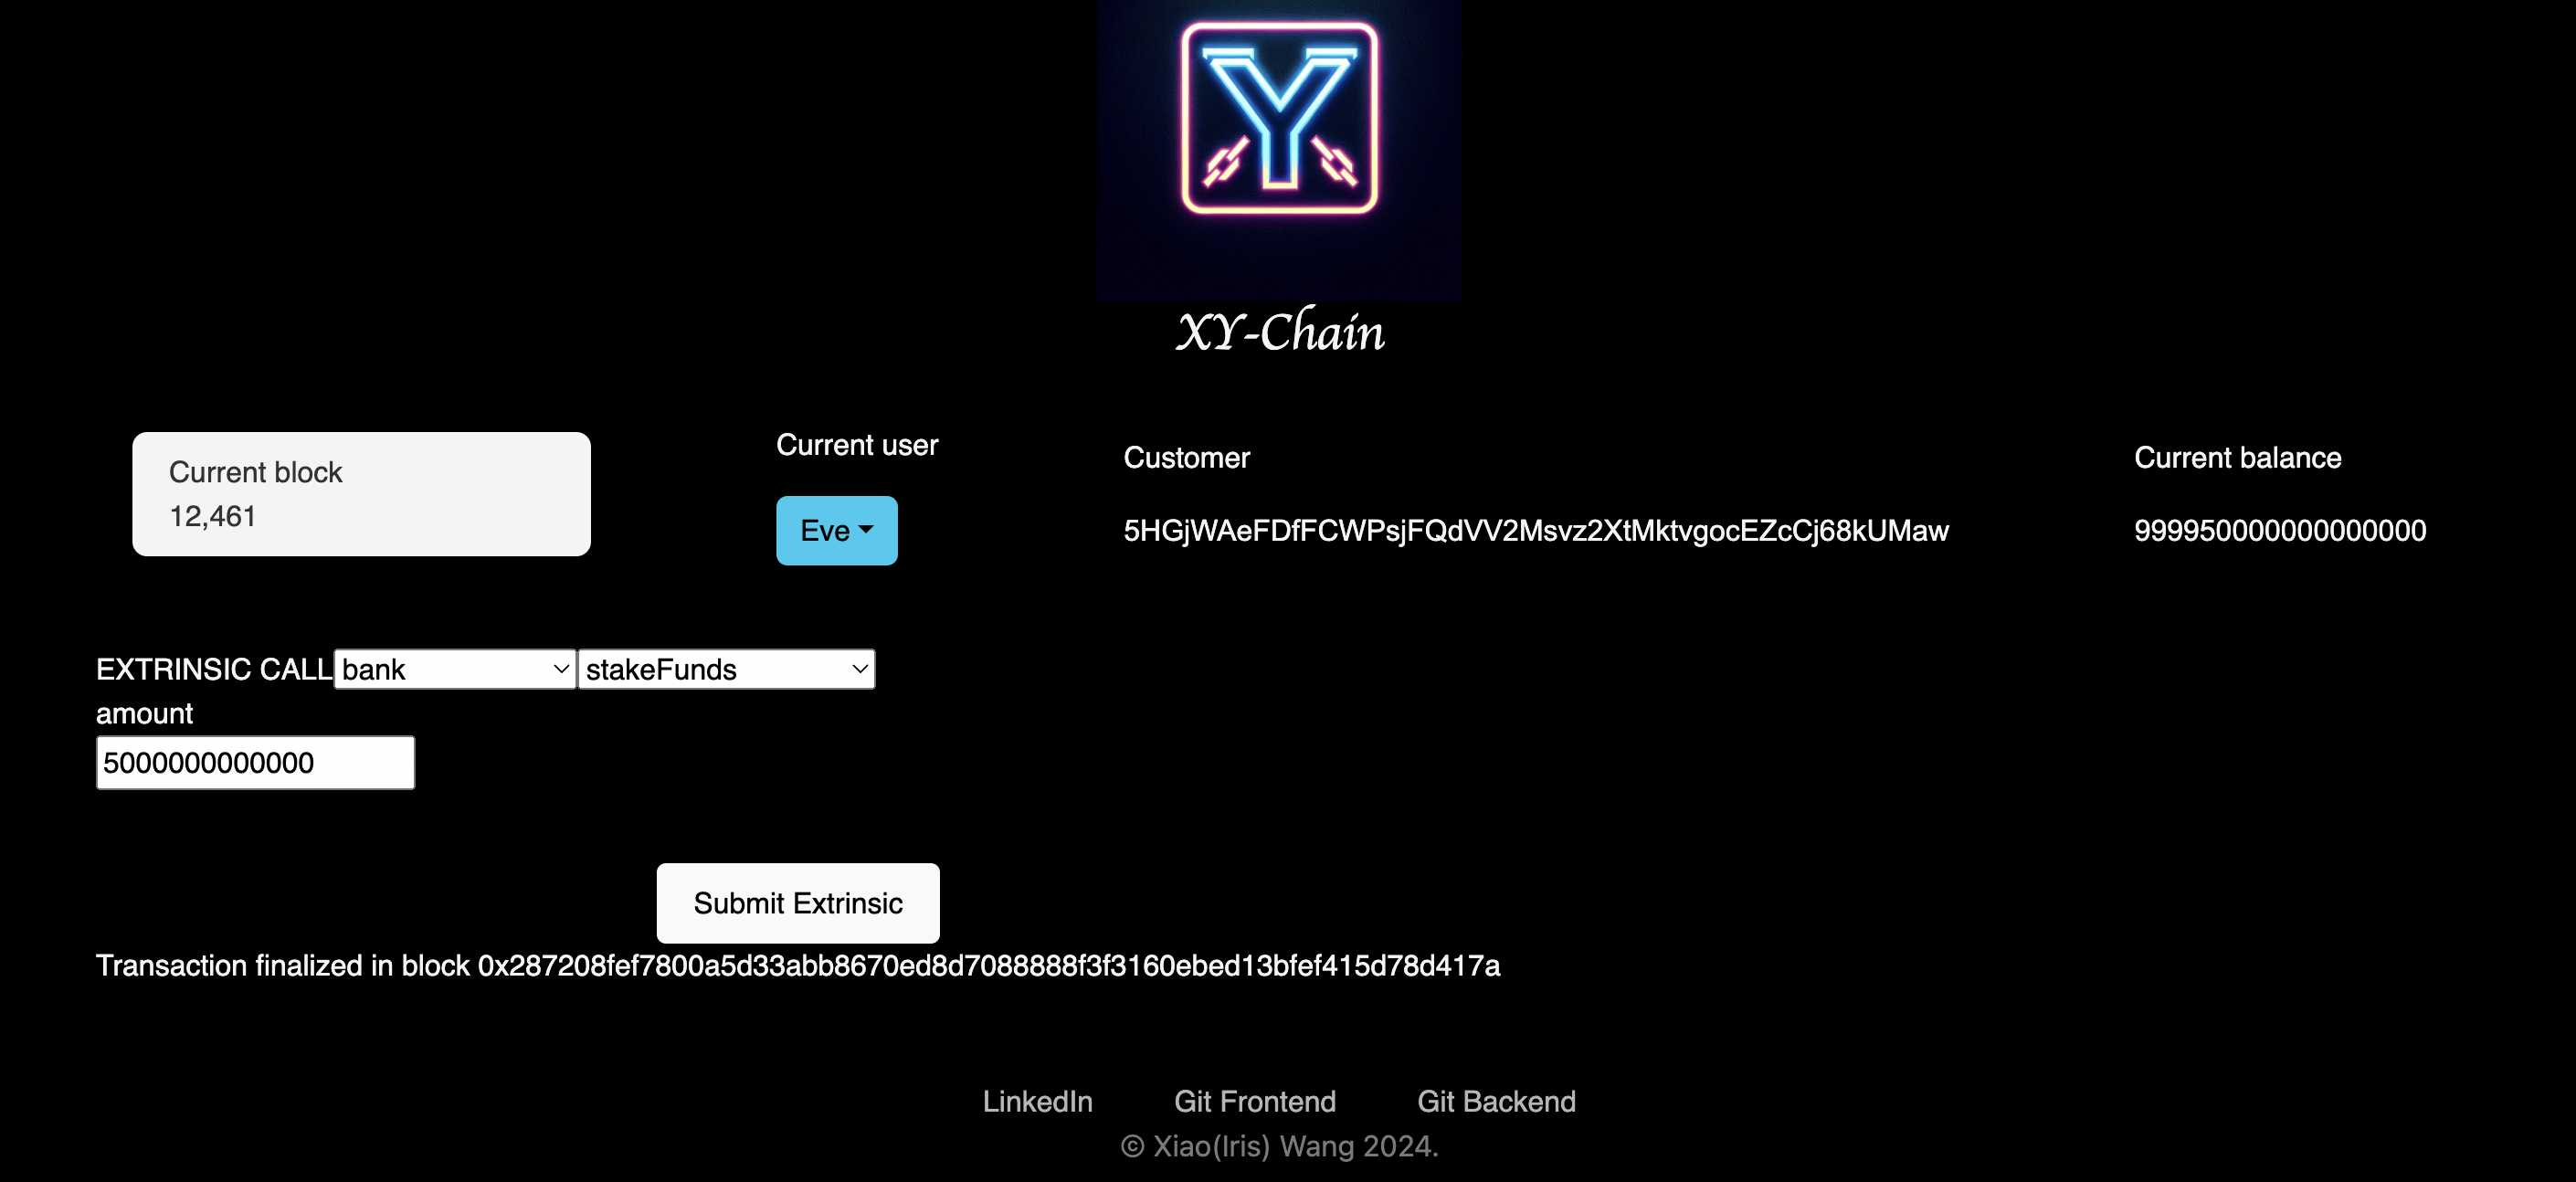 Y
XY-Chain
Current block
12,461
Current user
Eve
Customer
5HGjWAeFDfFCWPsjFQdVV2Msvz2XtMktvgocEZcCj68kUMaw
Current balance
999950000000000000
EXTRINSIC CALL bank stakeFunds
amount
5000000000000
Submit Extrinsic
Transaction finalized in block 0x287208fef7800a5d33abb8670ed8d7088888f3f3160ebed13bfef415d78d417a
LinkedIn Git Frontend Git Backend
© Xiao(Iris) Wang 2024.